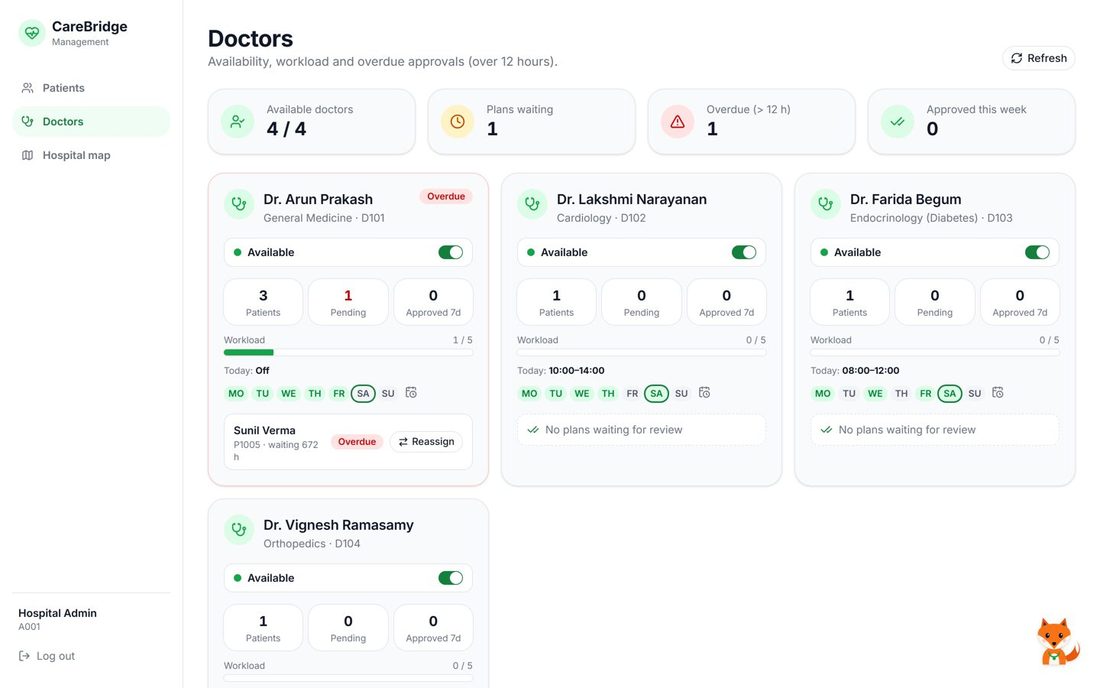 CareBridge
Management
Patients
Doctors
Hospital map
Hospital Admin
A001
Log out
Doctors
Availability, workload and overdue approvals (over 12 hours).
Refresh
Available doctors
4 / 4
Plans waiting
1
Overdue (> 12 h)
1
Approved this week
0
Dr. Arun Prakash
Overdue
General Medicine · D101
Available
3 1 0
Patients Pending Approved 7d
Workload 1 / 5
Today: Off
MO TU WE TH FR SA SU
Sunil Verma
P1005 · waiting 672
h
Overdue
Reassign
Dr. Lakshmi Narayanan
Cardiology · D102
Available
1 0 0
Patients Pending Approved 7d
Workload 0 / 5
Today: 10:00–14:00
MO TU WE TH FR SA SU
No plans waiting for review
Dr. Farida Begum
Endocrinology (Diabetes) · D103
Available
1 0 0
Patients Pending Approved 7d
Workload 0 / 5
Today: 08:00–12:00
MO TU WE TH FR SA SU
No plans waiting for review
Dr. Vignesh Ramasamy
Orthopedics · D104
Available
1 0 0
Patients Pending Approved 7d
Workload 0 / 5